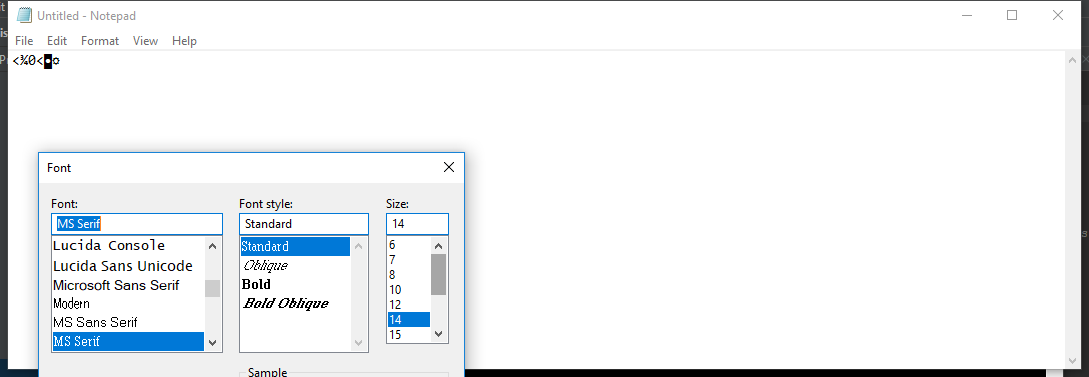 Untitled - Notepad
File Edit Format View Help
<¾0<◘☼
Font
Font: Font style: Size:
MS Serif Standard 14
Lucida Console
Lucida Sans Unicode
Microsoft Sans Serif
Modern
MS Sans Serif
MS Serif
Standard
Oblique
Bold
Bold Oblique
6
7
8
10
12
14
15
Sample